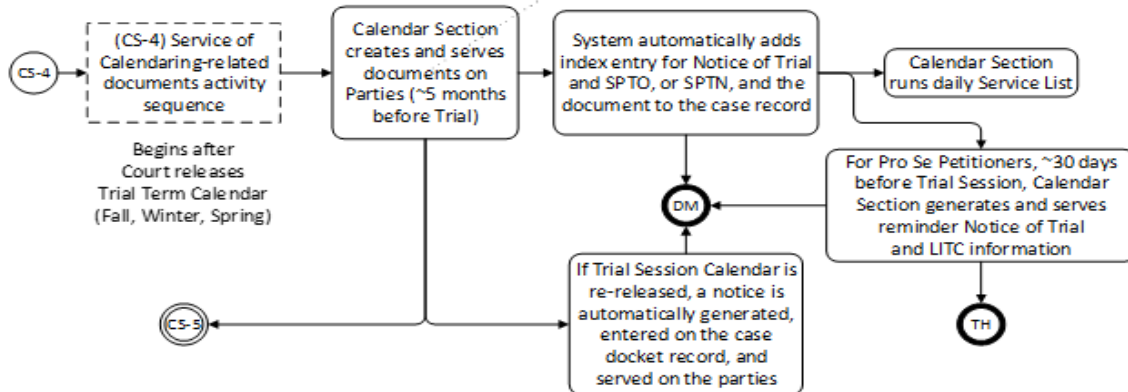 CS-4
(CS-4) Service of
Calendaring-related
documents activity
sequence
Begins after
Court releases
Trial Term Calendar
(Fall, Winter, Spring)
Calendar Section
creates and serves
documents on
Parties (~5 months
before Trial)
System automatically adds
index entry for Notice of Trial
and SPTO, or SPTN, and the
document to the case record
Calendar Section
runs daily Service List
For Pro Se Petitioners, ~30 days
before Trial Session, Calendar
Section generates and serves
reminder Notice of Trial
and LITC information
DM
If Trial Session Calendar is
re-released, a notice is
automatically generated,
entered on the case
docket record, and
served on the parties
CS-5
TH